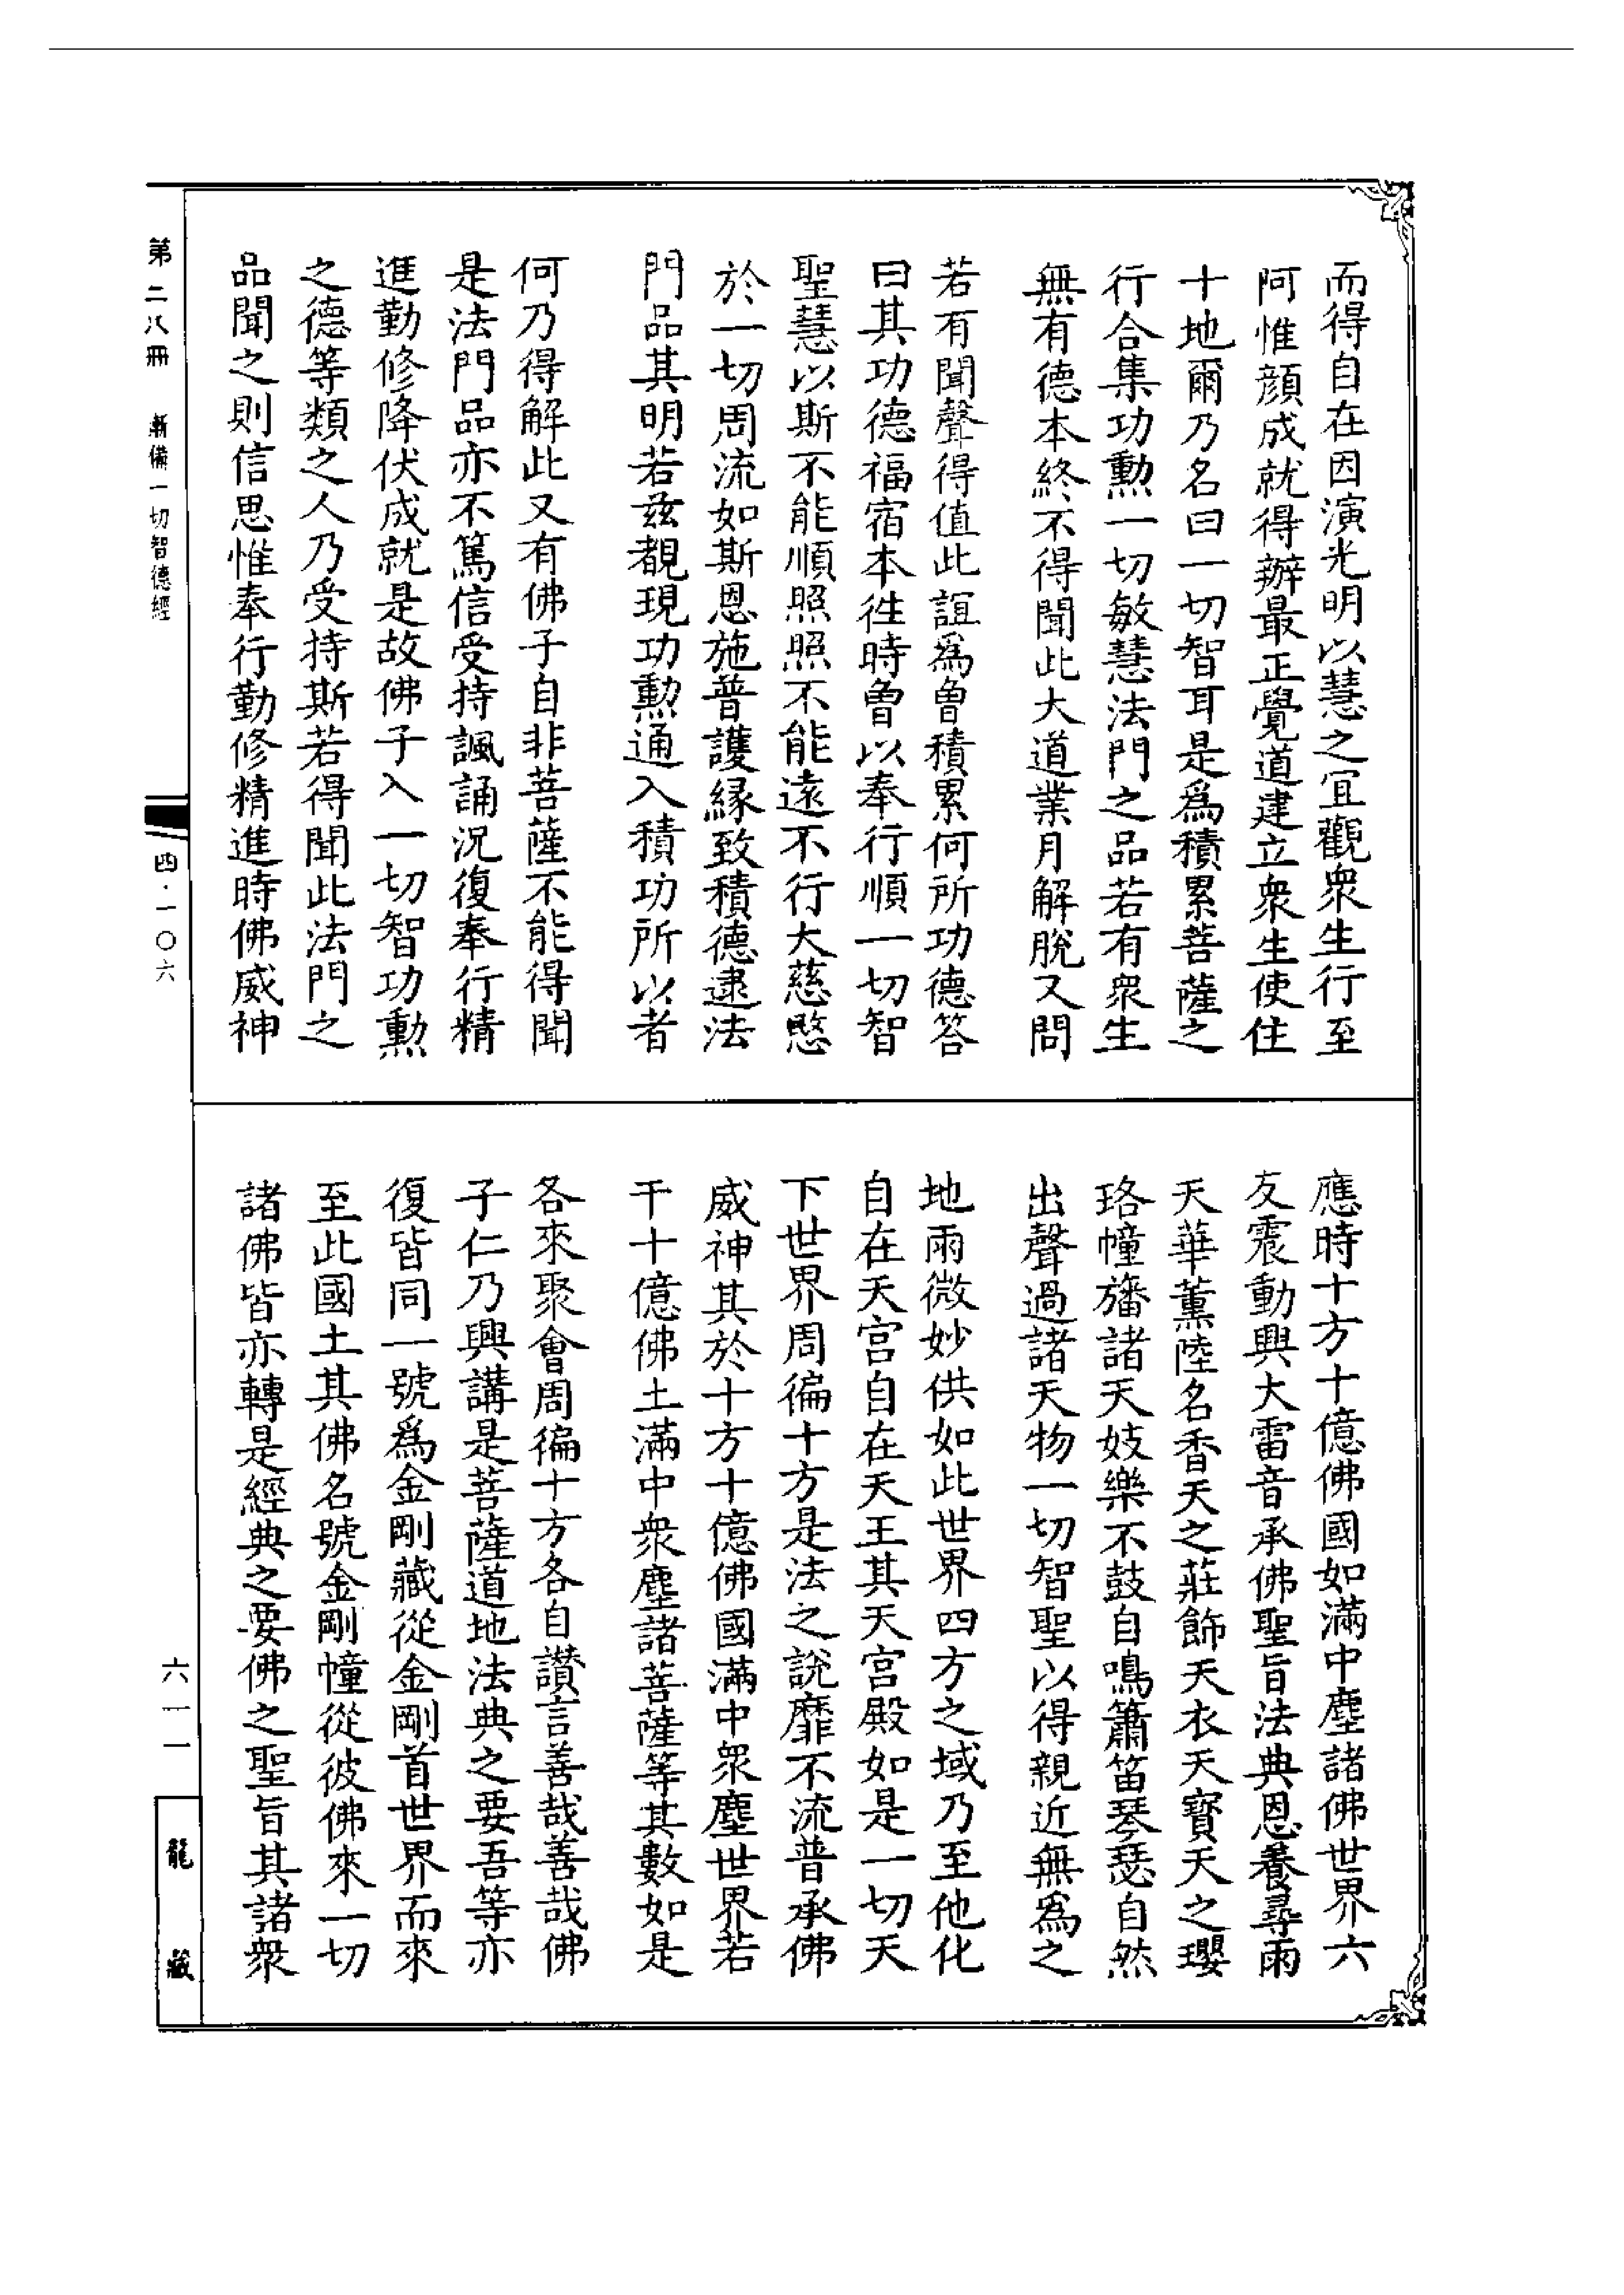 而得自在因演光明以慧之宜觀衆生行至
阿惟顔成就得辦最正覺道建立衆生使住
十地爾乃名曰一切智耳是爲積累菩薩之
行合集功勲一切敏慧法門之品若有衆生
無有德本終不得聞此大道業月解脫又問
若有聞聲得值此誼爲曾積累何所功德答
曰其功德福宿本徃時曾以奉行順一切智
聖慧以斯不能順照照不能遠不行大慈愍
於一切周流如斯恩施普護緣致積德逮法
門品其明若兹覩現功勲通入積功所以者
何乃得解此又有佛子自非菩薩不能得聞
是法門品亦不篤信受持諷誦況復奉行精
進勤修降伏成就是故佛子入一切智功勲
之德等類之人乃受持斯若得聞此法門之
品聞之則信思惟奉行勤修精進時佛威神
應時十方十億佛國如滿中塵諸佛世界六
友震動興大雷音承佛聖旨法典恩養尋雨
天華薰陸名香天之莊飾天衣天寳天之瓔
珞幢旛諸天妓樂不鼓自鳴簫笛琴瑟自然
出聲過諸天物一切智聖以得親近無爲之
地雨微妙供如此世界四方之域乃至他化
自在天宫自在天王其天宫殿如是一切天
下世界周徧十方是法之說靡不流普承佛
威神其於十方十億佛國滿中衆塵世界若
干十億佛土滿中衆塵諸菩薩等其數如是
各來聚會周徧十方各自讃言善哉善哉佛
子仁乃興講是菩薩道地法典之要吾等亦
復皆同一號爲金剛藏從金剛首世界而來
至此國土其佛名號金剛幢從彼佛來一切
諸佛皆亦轉是經典之要佛之聖旨其諸衆
第二八冊
漸備一切智德經
四·一〇六
六一一
龍藏